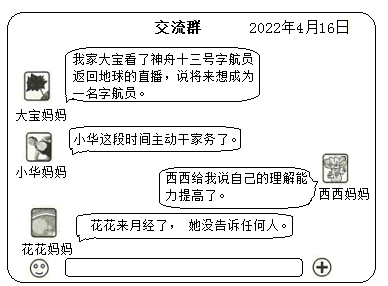 交流群 2022年4月16日
我家大宝看了神舟十三号字航员
返回地球的直播，说将来想成为
一名字航员。
大宝妈妈
小华这段时间主动干家务了。
小华妈妈
西西给我说自己的理解能
力提高了。
西西妈妈
花花来月经了， 她没告诉任何人。
花花妈妈